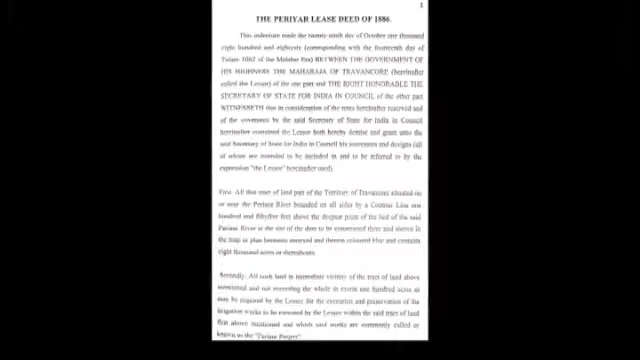 1
THE PERIYAR LEASE DEED OF 1886.
This indenture made the twenty-ninth day of October one thousand
eight hundred and eightysix (corresponding with the fourteenth day of
Tulam 1062 of the Malabar Era) BETWEEN THE GOVERNMENT OF
HIS HIGHNESS THE MAHARAJA OF TRAVANCORE (hereinafter
called the Lessor) of the one part and THE RIGHT HONORABLE THE
SECRETARY OF STATE FOR INDIA IN COUNCIL of the other part
WITNESSETH that in consideration of the rents hereinafter reserved and
of the covenants by the said Secretary of State for India in Council
hereinafter contained the Lessor doth hereby demise and grant unto the
said Secretary of State for India in Council his successors and assigns (all
of whom are intended to be included in and to be referred to by the
expression "the Lessee" hereinafter used).
First. All that tract of land part of the Territory of Travancore situated on
or near the Periyar River bounded on all sides by a Contour Line one
hundred and fiftyfive feet above the deepest point of the bed of the said
Periyar River at the site of the dam to be constructed there and shown in
the map or plan hereunto annexed and thereon coloured blue and contains
eight thousand acres or thereabouts
Secondly. All such land in immediate vicinity of the tract of land above
mentioned and not exceeding the whole in extent one hundred acres as
may be required by the Lessee for the execution and preservation of the
irrigation works to be executed by the Lessee within the said tract of land
first above mentioned and which said works are commonly called or
known as the "Periyar Project"